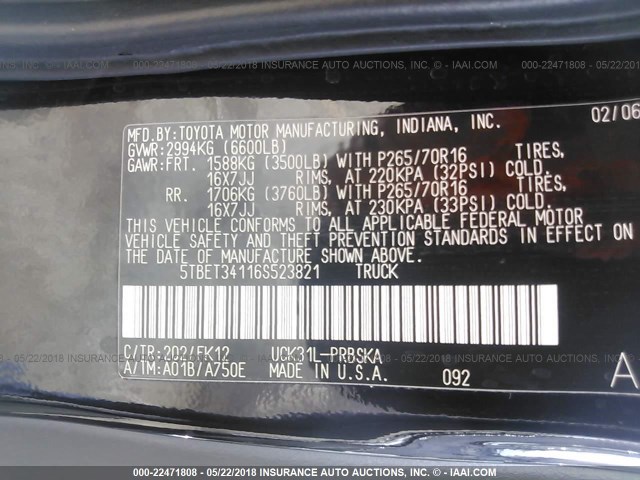 000-22471808 - 05/22/2018 INSURANCE AUTO AUCTIONS, INC. - WWW.IAAI.COM
MFD.BY:TOYOTA MOTOR MANUFACTURING, INDIANA, INC. 02/06
GVWR:2994KG (6600LB)
GAWR:FRT. 1588KG (3500LB) WITH P265/70R16 TIRES,
16X7JJ RIMS, AT 220KPA (32PSI) COLD.
RR. 1706KG (3760LB) WITH P265/70R16 TIRES,
16X7JJ RIMS, AT 230KPA (33PSI) COLD.
THIS VEHICLE CONFORMS TO ALL APPLICABLE FEDERAL MOTOR
VEHICLE SAFETY AND THEFT PREVENTION STANDARDS IN EFFECT ON
THE DATE OF MANUFACTURE SHOWN ABOVE.
5TBET34116S523821 TRUCK
C/TR:202/FK12 UCK31L-PRBSKA
A/TM:A01B/A750E MADE IN U.S.A. 092 A
000-22471808 - 05/22/2018 INSURANCE AUTO AUCTIONS, INC. - WWW.IAAI.COM